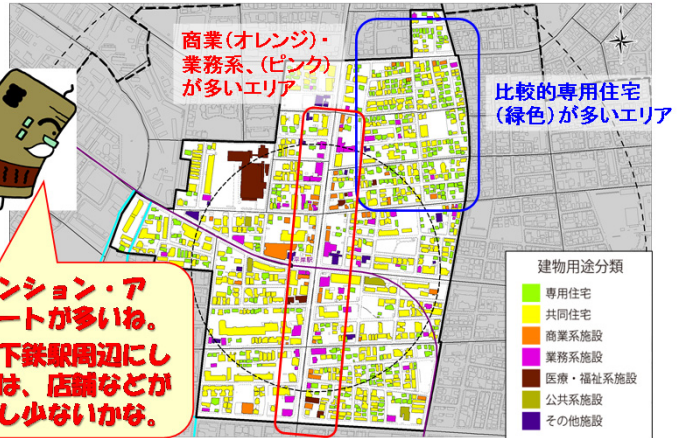 商業(オレンジ)・
業務系、(ピンク)
が多いエリア
比較的専用住宅
(緑色)が多いエリア
ンション・ア
ートが多いね。
下鉄駅周辺にし
は、店舗などが
し少ないかな。
建物用途分類
専用住宅
共同住宅
商業系施設
業務系施設
医療・福祉系施設
公共系施設
その他施設